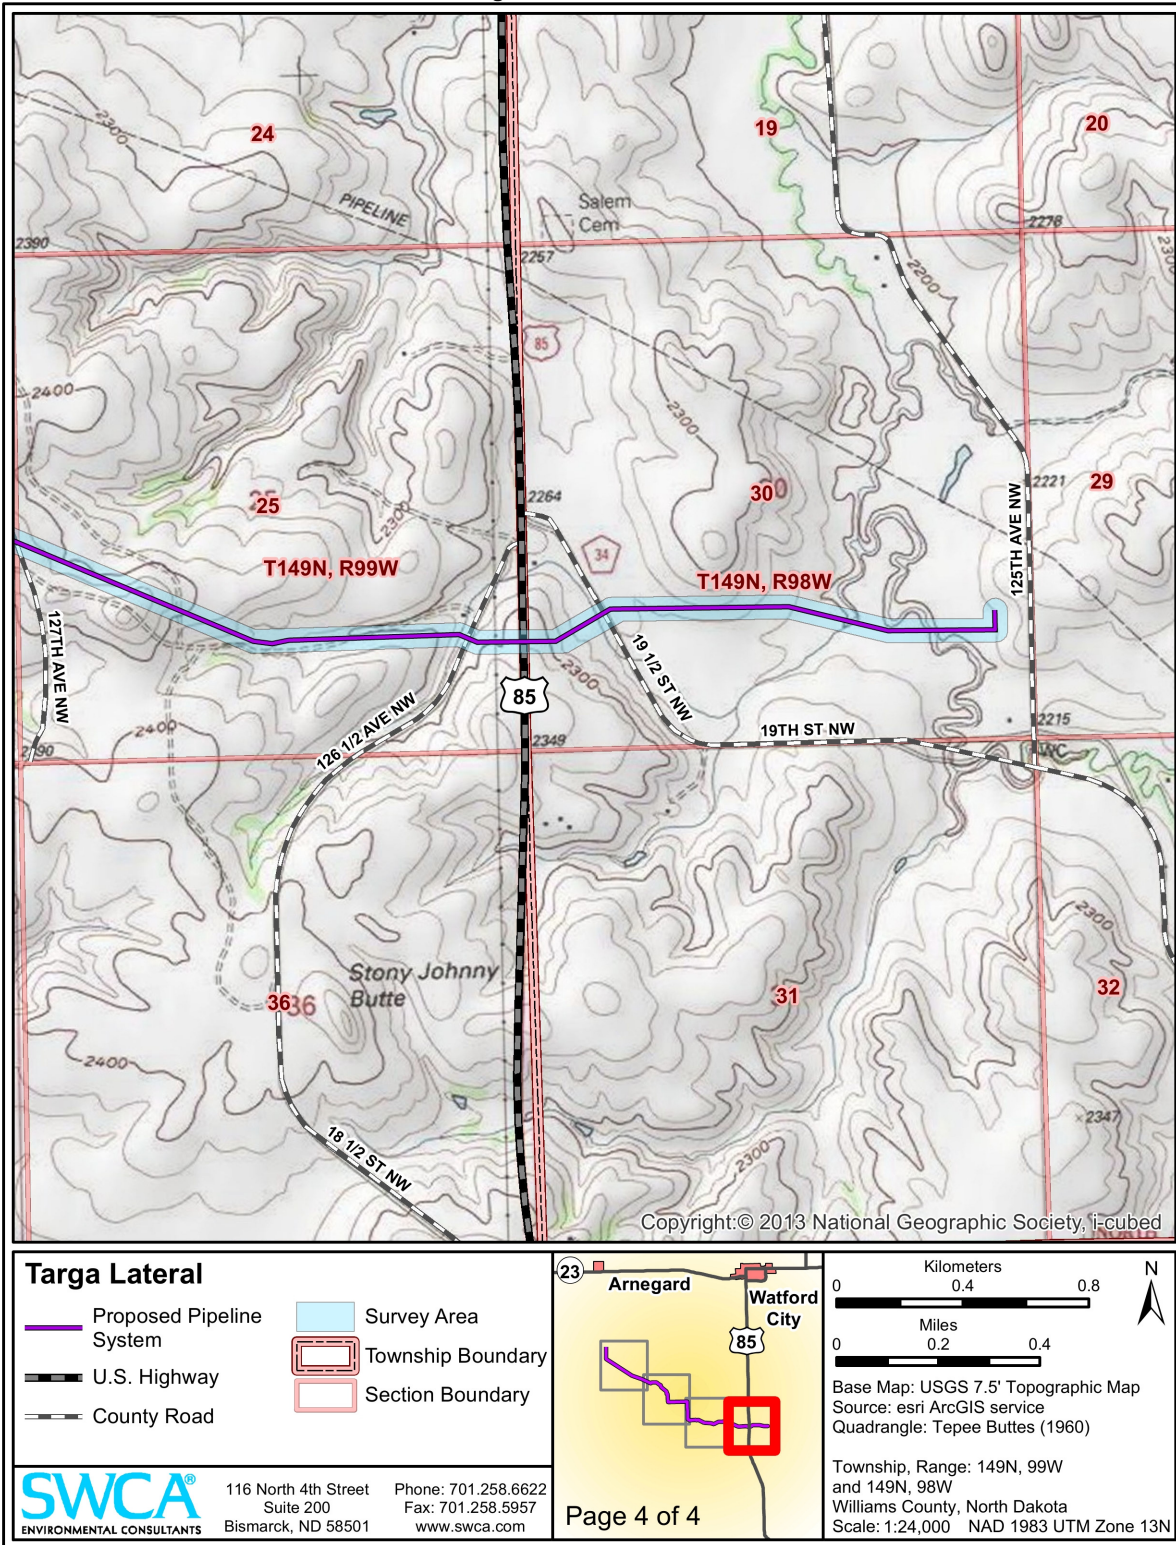 24
19
20
2300
PIPELINE
Salem
Cem
2390
2257
2278
2200
85
2400
2300
2264
2221
25
30
29
2300
34
T149N, R99W
T149N, R98W
125TH AVE NW
127TH AVE NW
19 1/2 ST NW
2300
85
2400
126 1/2 AVE NW
2349
19TH ST NW
2215
Stony Johnny
Butte
36
36
31
32
2300
2400
2347
18 1/2 ST NW
2300
Copyright:© 2013 National Geographic Society, i-cubed
Targa Lateral
Proposed Pipeline
System
U.S. Highway
County Road
Survey Area
Township Boundary
Section Boundary
SWCA®
ENVIRONMENTAL CONSULTANTS
116 North 4th Street
Suite 200
Bismarck, ND 58501
Phone: 701.258.6622
Fax: 701.258.5957
www.swca.com
23
Arnegard
Watford
City
85
Page 4 of 4
Kilometers
0 0.4 0.8
Miles
0 0.2 0.4
N
Base Map: USGS 7.5' Topographic Map
Source: esri ArcGIS service
Quadrangle: Tepee Buttes (1960)
Township, Range: 149N, 99W
and 149N, 98W
Williams County, North Dakota
Scale: 1:24,000 NAD 1983 UTM Zone 13N